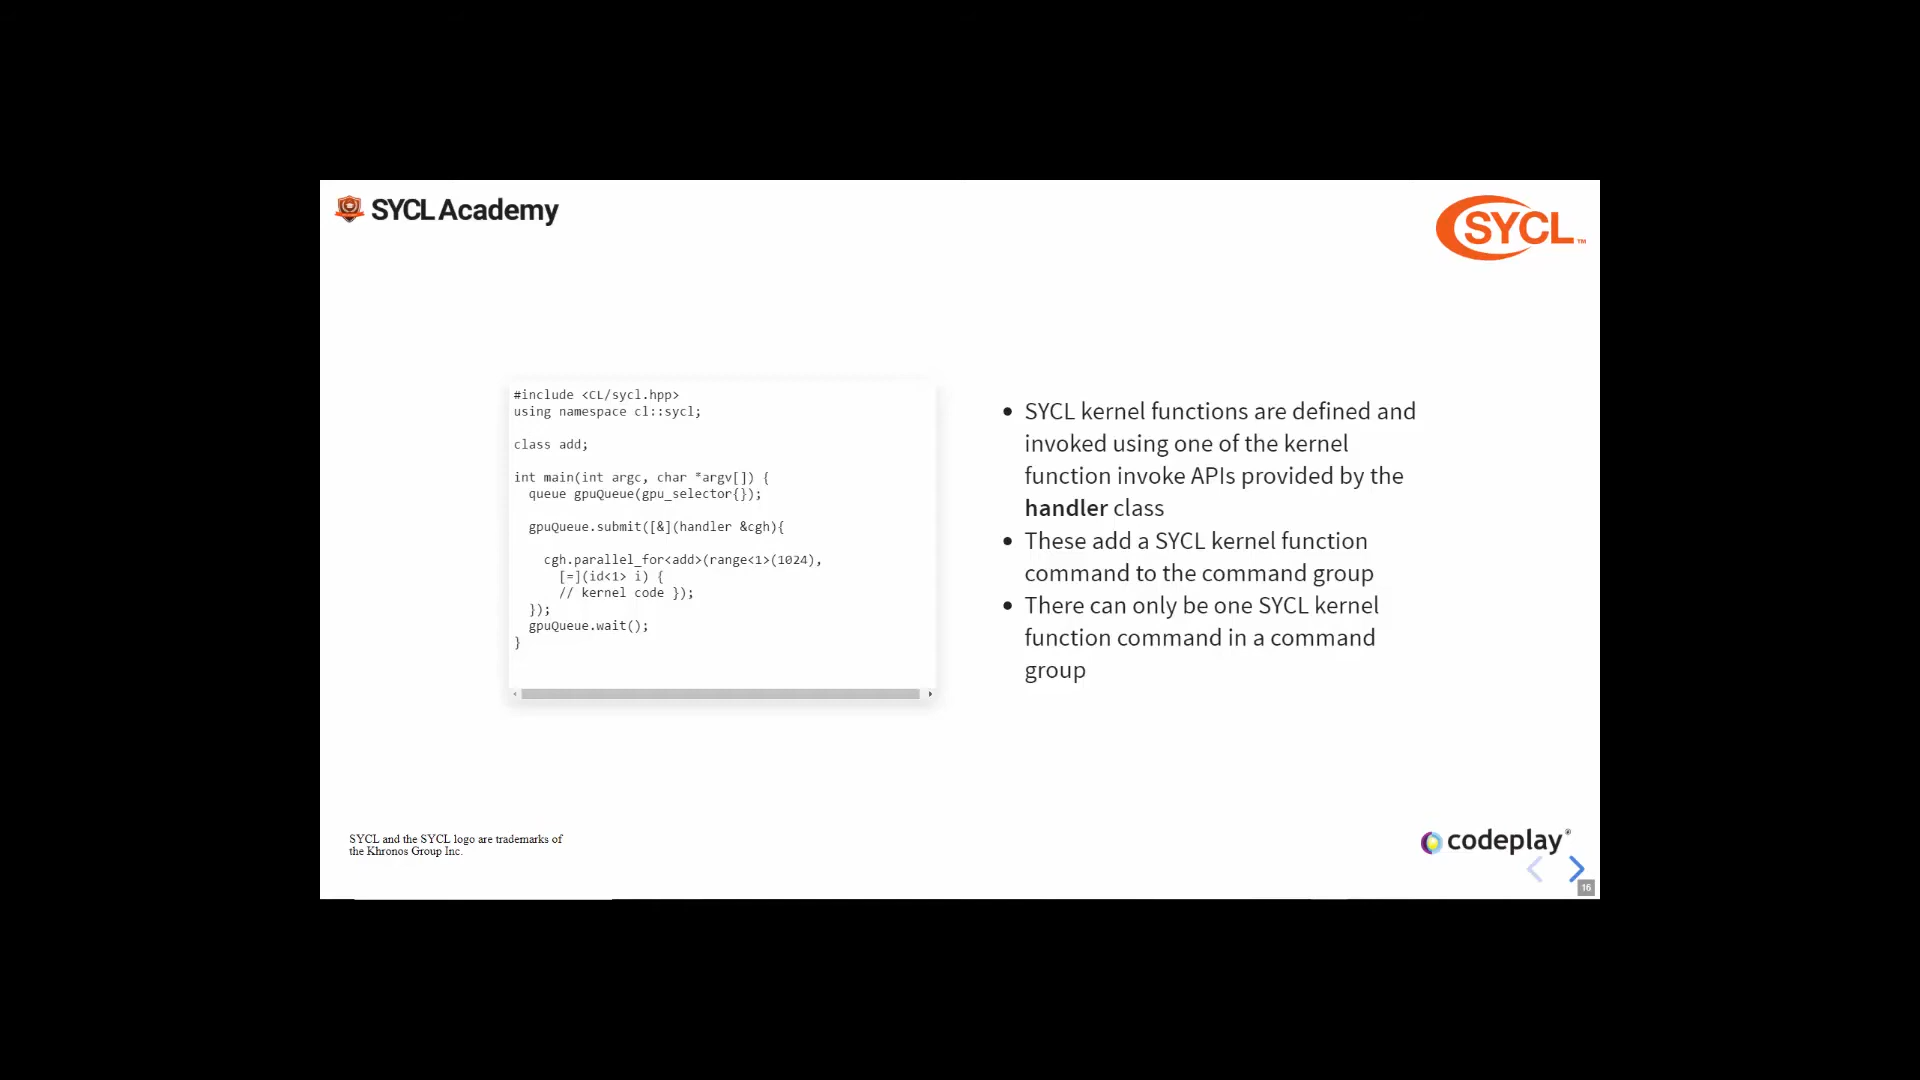 SYCL Academy
SYCL™
#include <CL/sycl.hpp>
using namespace cl::sycl;
class add;
int main(int argc, char *argv[]) {
  queue gpuQueue(gpu_selector{});
  gpuQueue.submit([&](handler &cgh){
    cgh.parallel_for<add>(range<1>(1024),
      [=](id<1> i) {
      // kernel code });
  });
  gpuQueue.wait();
}
• SYCL kernel functions are defined and
invoked using one of the kernel
function invoke APIs provided by the
handler class
• These add a SYCL kernel function
command to the command group
• There can only be one SYCL kernel
function command in a command
group
SYCL and the SYCL logo are trademarks of
the Khronos Group Inc.
codeplay®
16